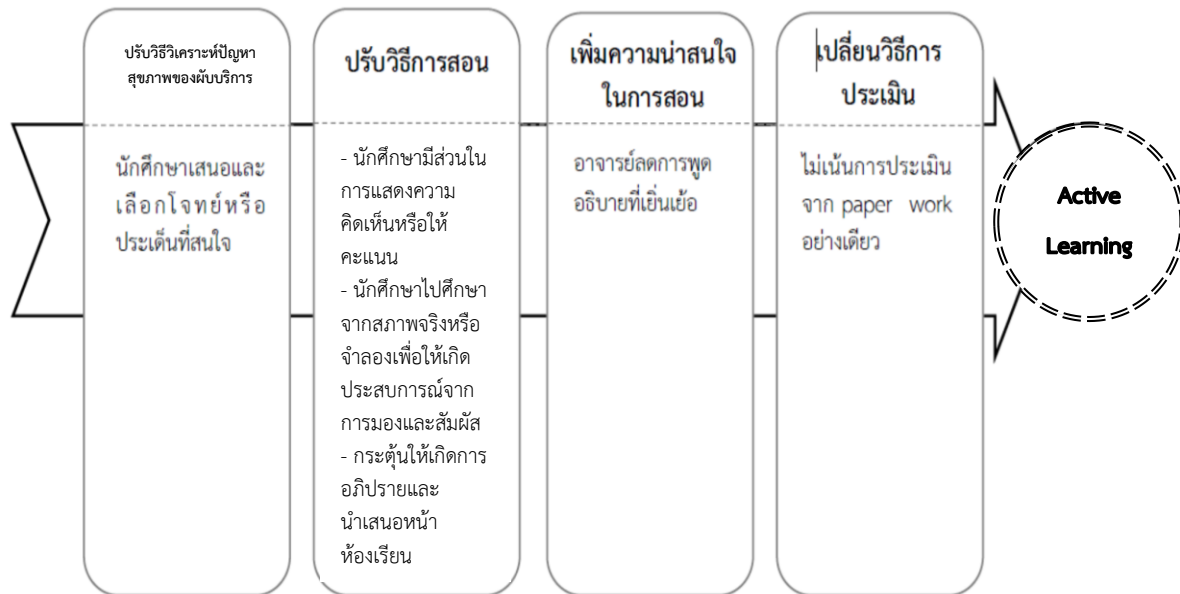 ปรับวิธีวิเคราะห์ปัญหา
สุขภาพของผับบริการ
นักศึกษาเสนอและ
เลือกโจทย์หรือ
ประเด็นที่สนใจ
ปรับวิธีการสอน
- นักศึกษามีส่วนใน
การแสดงความ
คิดเห็นหรือให้
คะแนน
- นักศึกษาไปศึกษา
จากสภาพจริงหรือ
จำลองเพื่อให้เกิด
ประสบการณ์จาก
การมองและสัมผัส
- กระตุ้นให้เกิดการ
อภิปรายและ
นำเสนอหน้า
ห้องเรียน
เพิ่มความน่าสนใจ
ในการสอน
อาจารย์ลดการพูด
อธิบายที่เยิ่นเย้อ
เปลี่ยนวิธีการ
ประเมิน
ไม่เน้นการประเมิน
จาก paper work
อย่างเดียว
Active
Learning